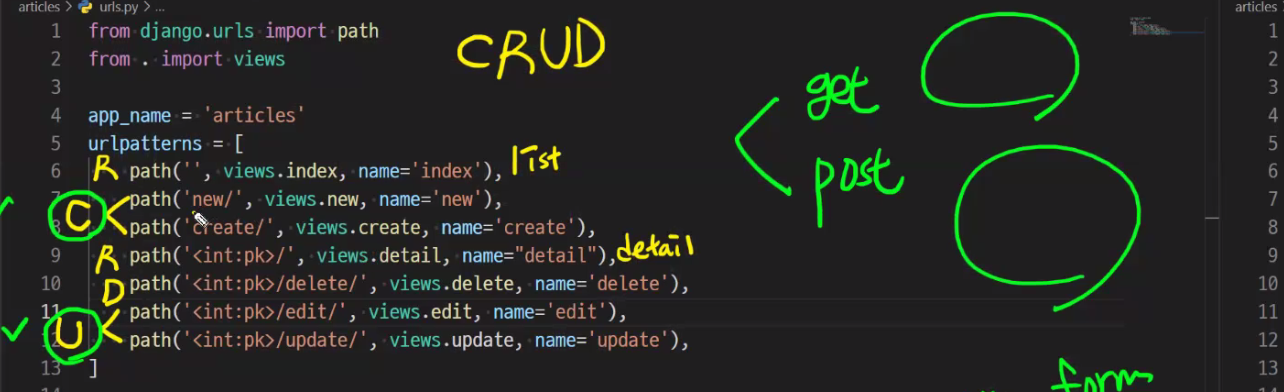 articles > urls.py > ...
articles
1 from django.urls import path
2 from . import views
3
4 app_name = 'articles'
5 urlpatterns = [
6 R path('', views.index, name='index'), list
7 path('new/', views.new, name='new'),
C <
8 path('create/', views.create, name='create'),
9 R path('<int:pk>/', views.detail, name="detail"), detail
10 D path('<int:pk>/delete/', views.delete, name='delete'),
11 path('<int:pk>/edit/', views.edit, name='edit'),
U <
12 path('<int:pk>/update/', views.update, name='update'),
13 ]
CRUD
get
post
form
1
2
3
4
5
6
7
8
9
10
11
12
13